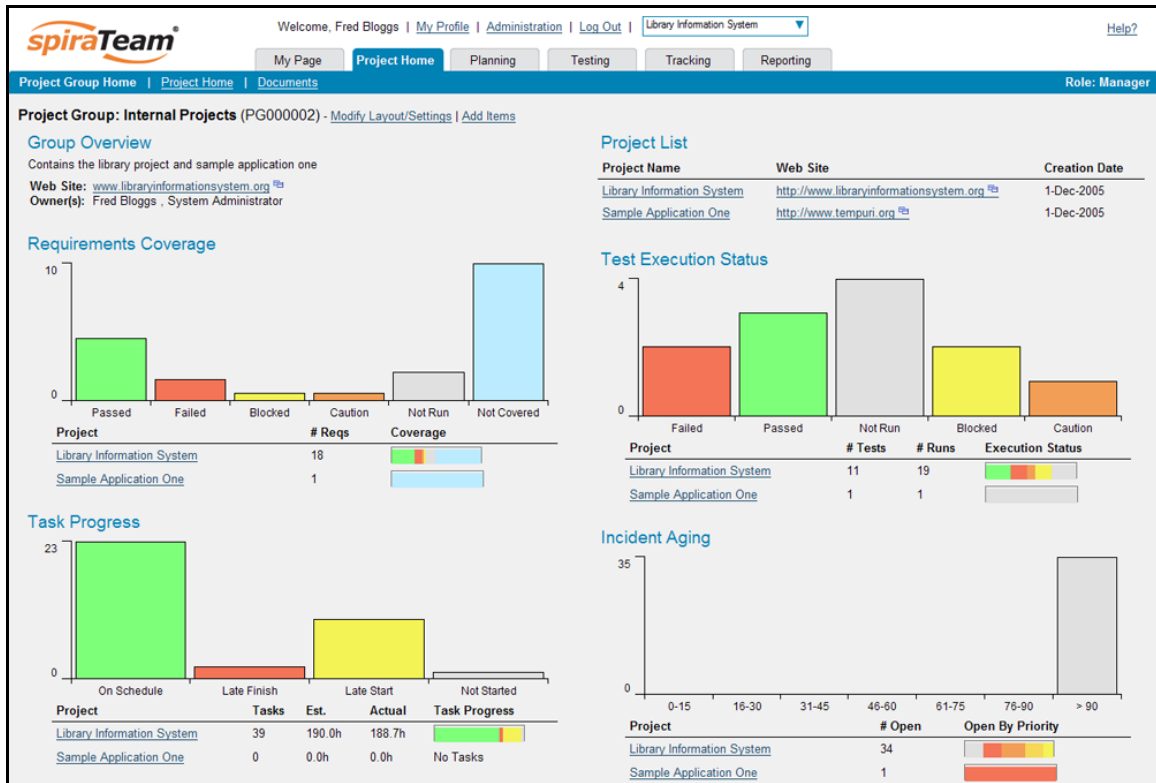 spiraTeam®
Welcome, Fred Bloggs | My Profile | Administration | Log Out | Library Information System
Help?
My Page Project Home Planning Testing Tracking Reporting
Project Group Home | Project Home | Documents
Role: Manager
Project Group: Internal Projects (PG000002) - Modify Layout/Settings | Add Items
Group Overview
Contains the library project and sample application one
Web Site: www.libraryinformationsystem.org
Owner(s): Fred Bloggs , System Administrator
Requirements Coverage
10
0
Passed Failed Blocked Caution Not Run Not Covered
Project # Reqs Coverage
Library Information System 18
Sample Application One 1
Task Progress
23
0
On Schedule Late Finish Late Start Not Started
Project Tasks Est. Actual Task Progress
Library Information System 39 190.0h 188.7h
Sample Application One 0 0.0h 0.0h No Tasks
Project List
Project Name Web Site Creation Date
Library Information System http://www.libraryinformationsystem.org 1-Dec-2005
Sample Application One http://www.tempuri.org 1-Dec-2005
Test Execution Status
4
0
Failed Passed Not Run Blocked Caution
Project # Tests # Runs Execution Status
Library Information System 11 19
Sample Application One 1 1
Incident Aging
35
0
0-15 16-30 31-45 46-60 61-75 76-90 > 90
Project # Open Open By Priority
Library Information System 34
Sample Application One 1